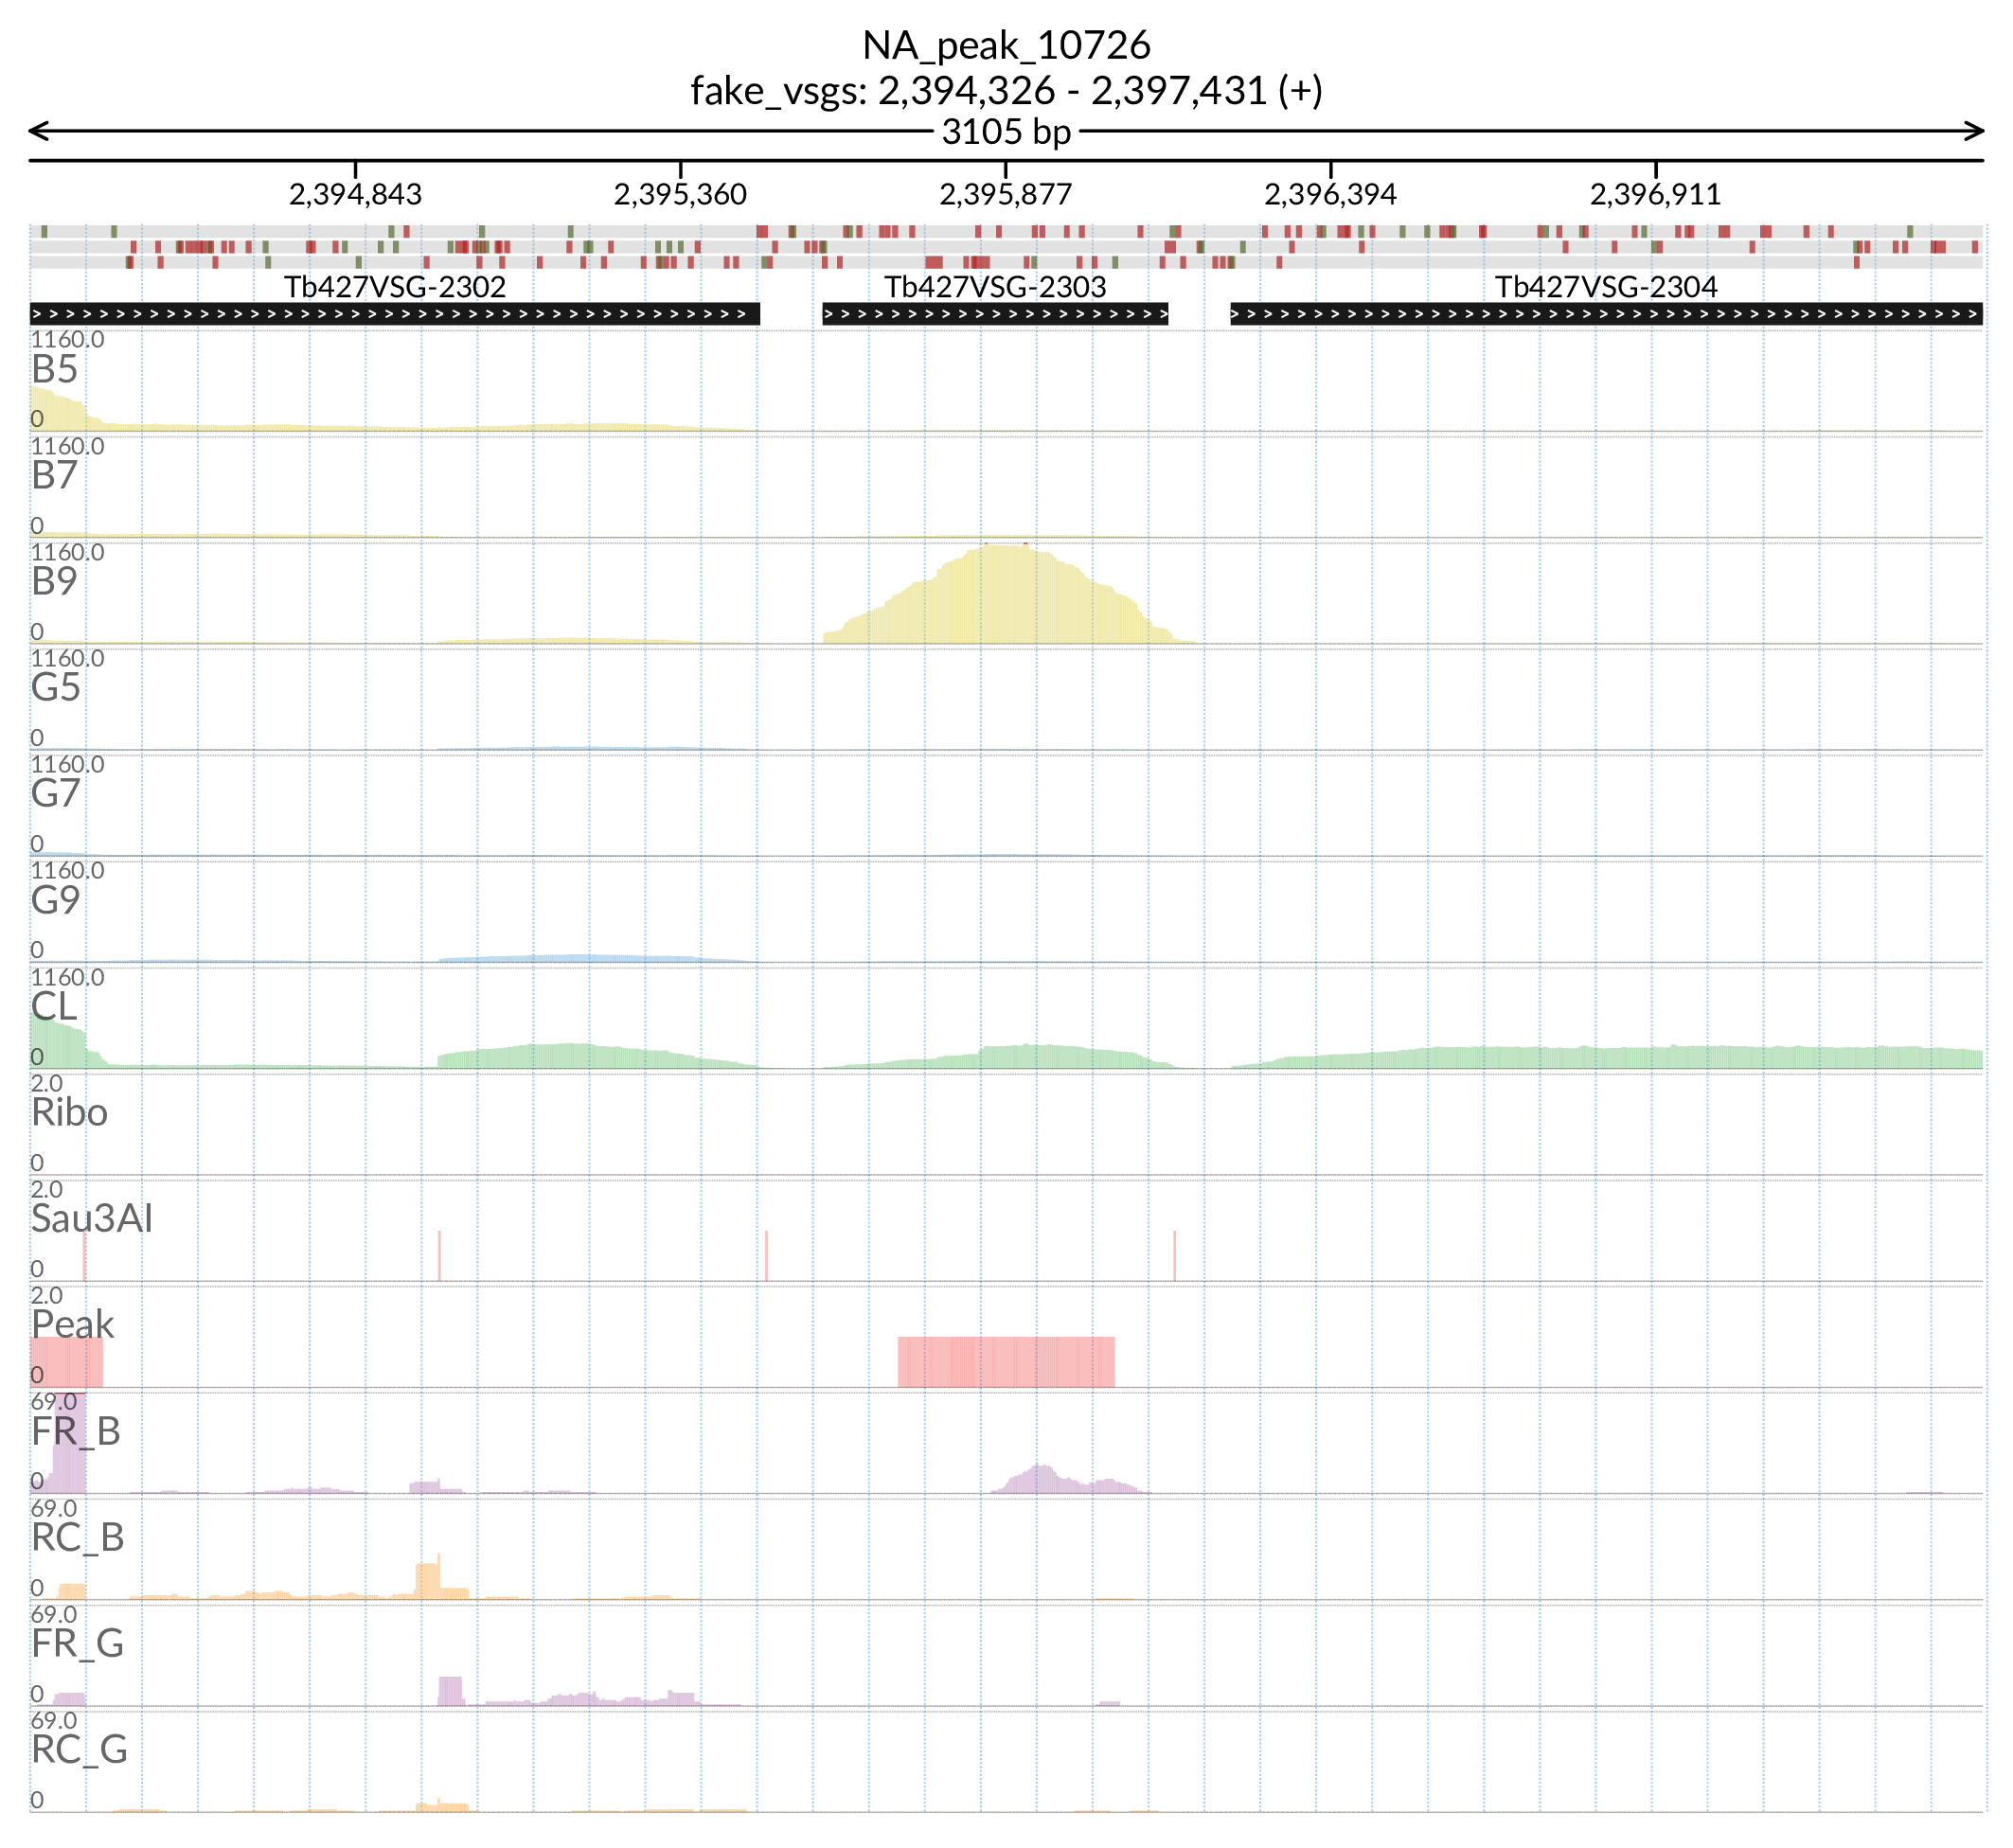 NA_peak_10726
fake_vsgs: 2,394,326 - 2,397,431 (+)
3105 bp
2,394,843 2,395,360 2,395,877 2,396,394 2,396,911
Tb427VSG-2302 Tb427VSG-2303 Tb427VSG-2304
1160.0
B5
0
1160.0
B7
0
1160.0
B9
0
1160.0
G5
0
1160.0
G7
0
1160.0
G9
0
1160.0
CL
0
2.0
Ribo
0
2.0
Sau3AI
0
2.0
Peak
0
69.0
FR_B
0
69.0
RC_B
0
69.0
FR_G
0
69.0
RC_G
0